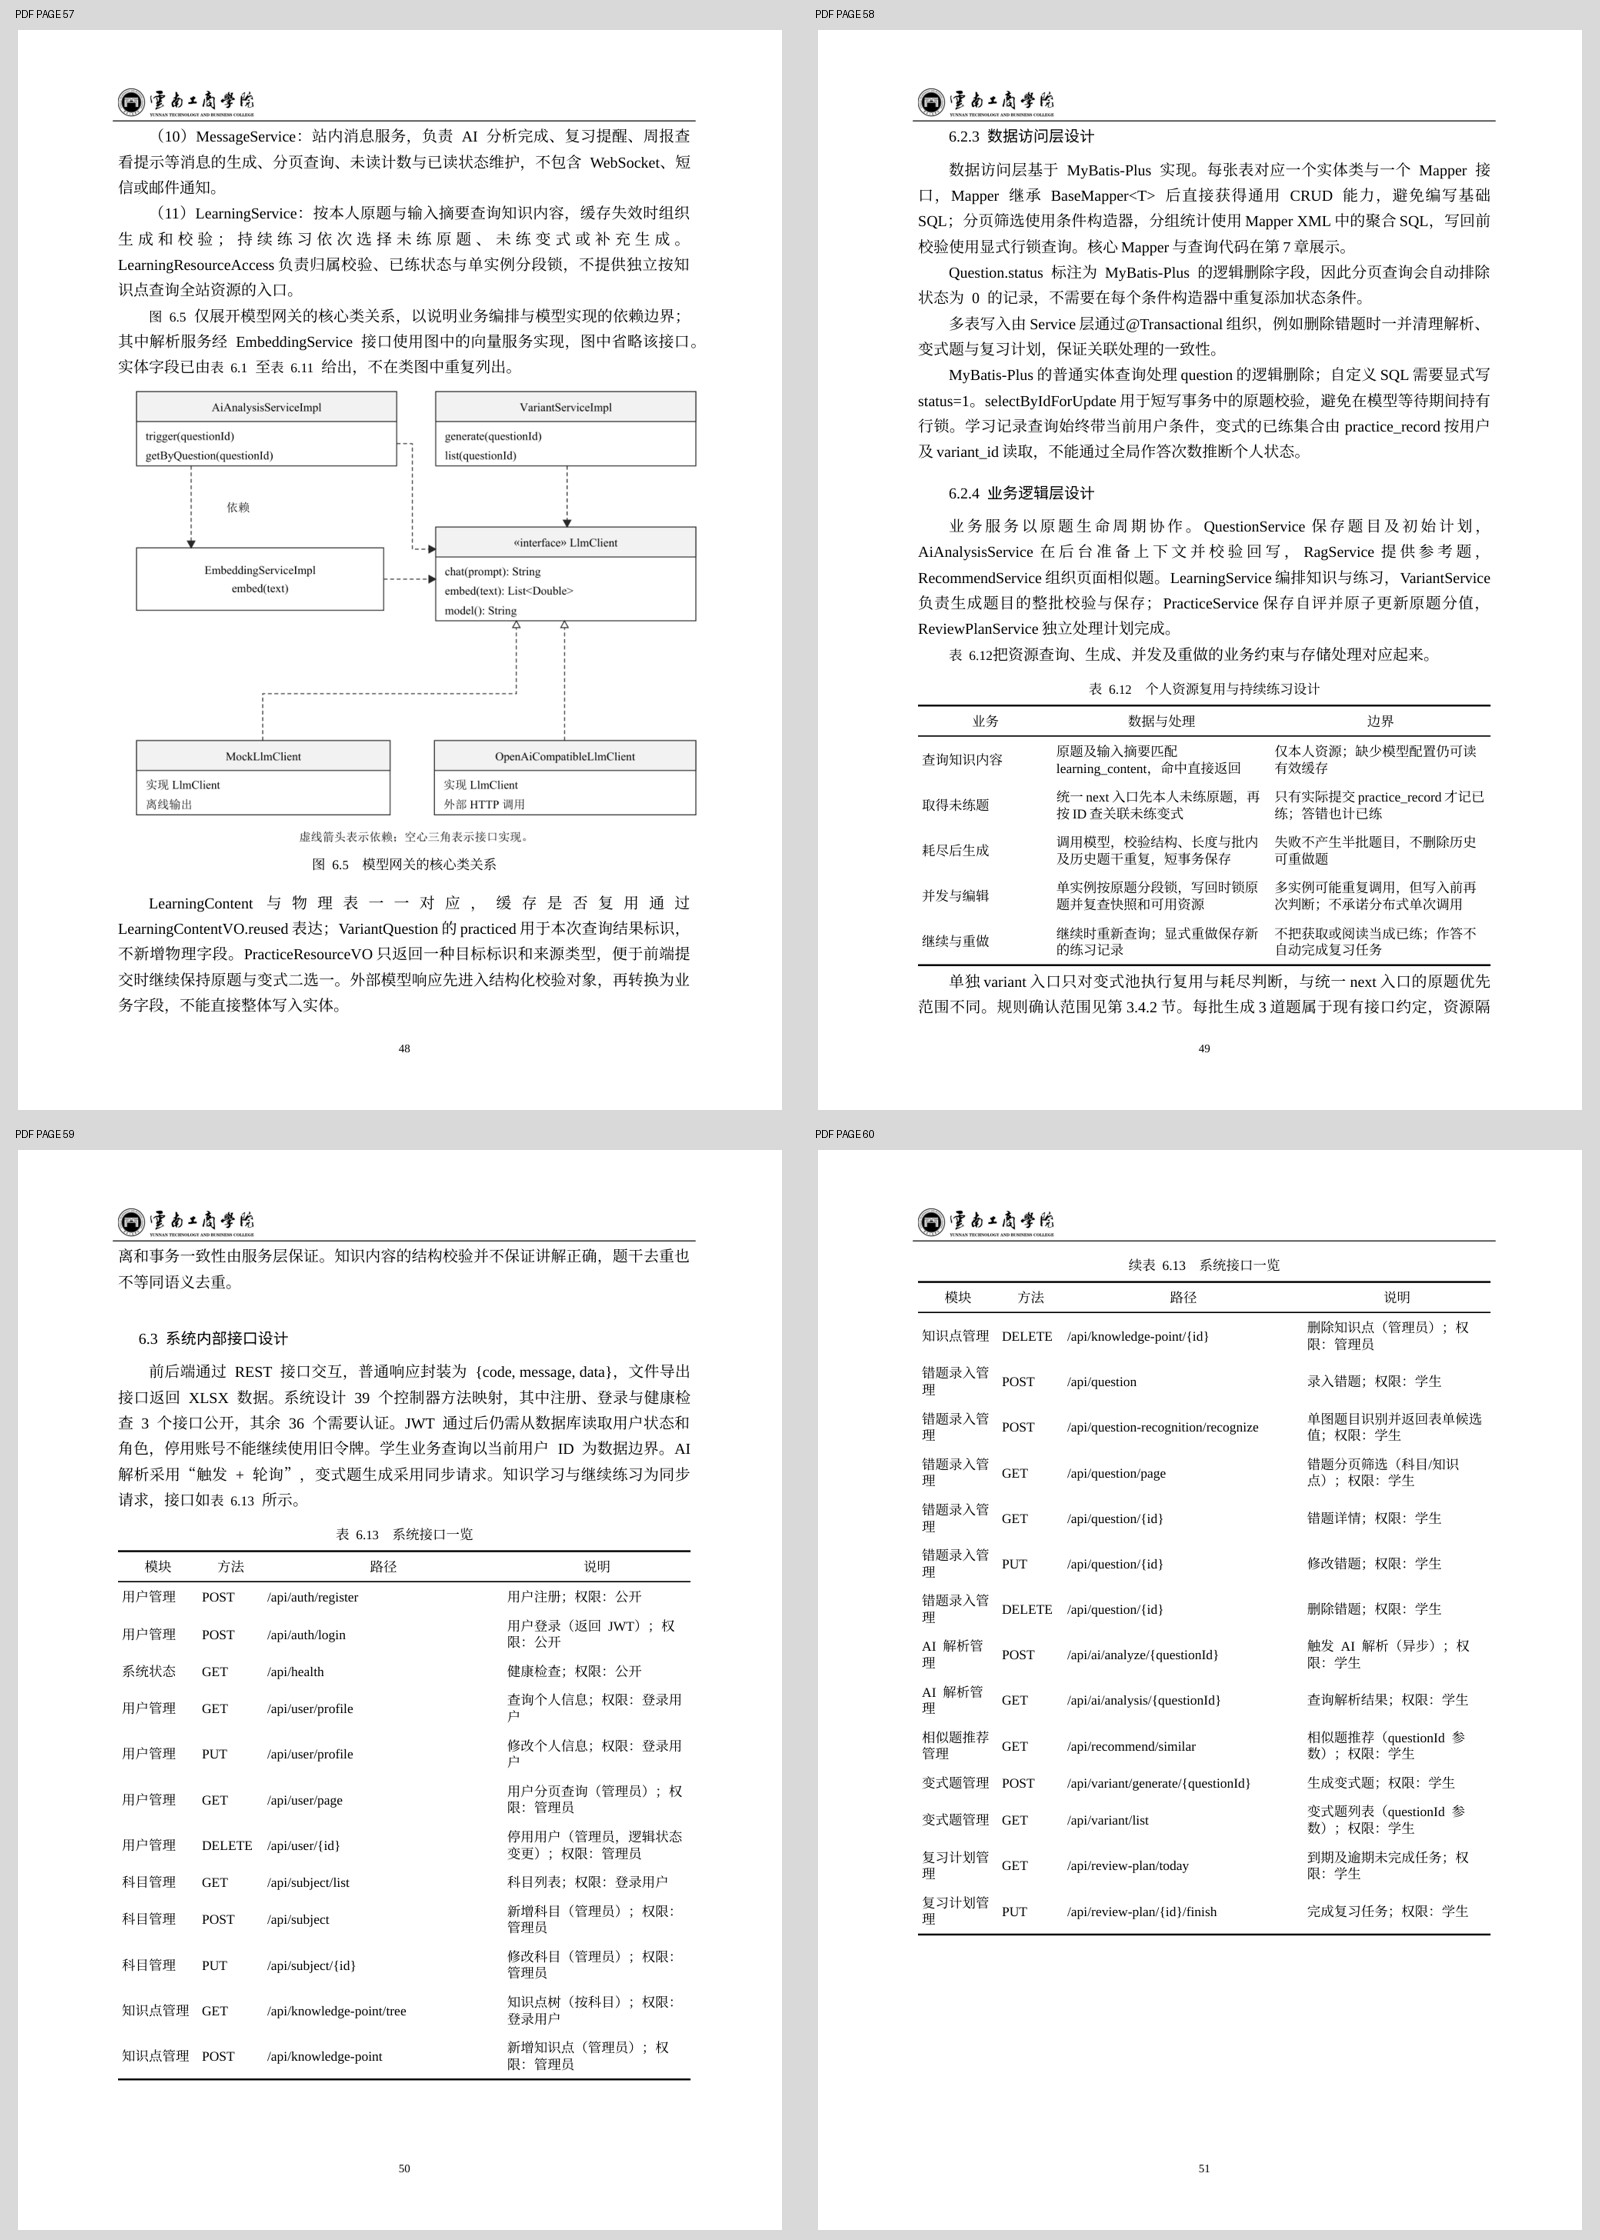 PDF PAGE 57
雲南工商學院
YUNNAN TECHNOLOGY AND BUSINESS COLLEGE
（10）MessageService：站内消息服务，负责 AI 分析完成、复习提醒、周报查
看提示等消息的生成、分页查询、未读计数与已读状态维护，不包含 WebSocket、短
信或邮件通知。
（11）LearningService：按本人原题与输入摘要查询知识内容，缓存失效时组织
生成和校验；持续练习依次选择未练原题、未练变式或补充生成。
LearningResourceAccess 负责归属校验、已练状态与单实例分段锁，不提供独立按知
识点查询全站资源的入口。
图 6.5 仅展开模型网关的核心类关系，以说明业务编排与模型实现的依赖边界；
其中解析服务经 EmbeddingService 接口使用图中的向量服务实现，图中省略该接口。
实体字段已由表 6.1 至表 6.11 给出，不在类图中重复列出。
AiAnalysisServiceImpl
trigger(questionId)
getByQuestion(questionId)
VariantServiceImpl
generate(questionId)
list(questionId)
依赖
EmbeddingServiceImpl
embed(text)
«interface» LlmClient
chat(prompt): String
embed(text): List<Double>
model(): String
MockLlmClient
实现 LlmClient
离线输出
OpenAiCompatibleLlmClient
实现 LlmClient
外部 HTTP 调用
虚线箭头表示依赖；空心三角表示接口实现。
图 6.5 模型网关的核心类关系
LearningContent 与物理表一一对应，缓存是否复用通过
LearningContentVO.reused 表达；VariantQuestion 的 practiced 用于本次查询结果标识，
不新增物理字段。PracticeResourceVO 只返回一种目标标识和来源类型，便于前端提
交时继续保持原题与变式二选一。外部模型响应先进入结构化校验对象，再转换为业
务字段，不能直接整体写入实体。
48
PDF PAGE 58
雲南工商學院
YUNNAN TECHNOLOGY AND BUSINESS COLLEGE
6.2.3 数据访问层设计
数据访问层基于 MyBatis-Plus 实现。每张表对应一个实体类与一个 Mapper 接
口，Mapper 继承 BaseMapper<T> 后直接获得通用 CRUD 能力，避免编写基础
SQL；分页筛选使用条件构造器，分组统计使用 Mapper XML 中的聚合 SQL，写回前
校验使用显式行锁查询。核心 Mapper 与查询代码在第 7 章展示。
Question.status 标注为 MyBatis-Plus 的逻辑删除字段，因此分页查询会自动排除
状态为 0 的记录，不需要在每个条件构造器中重复添加状态条件。
多表写入由 Service 层通过@Transactional 组织，例如删除错题时一并清理解析、
变式题与复习计划，保证关联处理的一致性。
MyBatis-Plus 的普通实体查询处理 question 的逻辑删除；自定义 SQL 需要显式写
status=1。selectByIdForUpdate 用于短写事务中的原题校验，避免在模型等待期间持有
行锁。学习记录查询始终带当前用户条件，变式的已练集合由 practice_record 按用户
及 variant_id 读取，不能通过全局作答次数推断个人状态。
6.2.4 业务逻辑层设计
业务服务以原题生命周期协作。QuestionService 保存题目及初始计划，
AiAnalysisService 在后台准备上下文并校验回写，RagService 提供参考题，
RecommendService 组织页面相似题。LearningService 编排知识与练习，VariantService
负责生成题目的整批校验与保存；PracticeService 保存自评并原子更新原题分值，
ReviewPlanService 独立处理计划完成。
表 6.12把资源查询、生成、并发及重做的业务约束与存储处理对应起来。
表 6.12 个人资源复用与持续练习设计
业务 数据与处理 边界
查询知识内容 原题及输入摘要匹配 learning_content，命中直接返回 仅本人资源；缺少模型配置仍可读有效缓存
取得未练题 统一 next 入口先本人未练原题，再按 ID 查关联未练变式 只有实际提交 practice_record 才记已练；答错也计已练
耗尽后生成 调用模型，校验结构、长度与批内及历史题干重复，短事务保存 失败不产生半批题目，不删除历史可重做题
并发与编辑 单实例按原题分段锁，写回时锁原题并复查快照和可用资源 多实例可能重复调用，但写入前再次判断；不承诺分布式单次调用
继续与重做 继续时重新查询；显式重做保存新的练习记录 不把获取或阅读当成已练；作答不自动完成复习任务
单独 variant 入口只对变式池执行复用与耗尽判断，与统一 next 入口的原题优先
范围不同。规则确认范围见第 3.4.2 节。每批生成 3 道题属于现有接口约定，资源隔
49
PDF PAGE 59
雲南工商學院
YUNNAN TECHNOLOGY AND BUSINESS COLLEGE
离和事务一致性由服务层保证。知识内容的结构校验并不保证讲解正确，题干去重也
不等同语义去重。
6.3 系统内部接口设计
前后端通过 REST 接口交互，普通响应封装为 {code, message, data}，文件导出
接口返回 XLSX 数据。系统设计 39 个控制器方法映射，其中注册、登录与健康检
查 3 个接口公开，其余 36 个需要认证。JWT 通过后仍需从数据库读取用户状态和
角色，停用账号不能继续使用旧令牌。学生业务查询以当前用户 ID 为数据边界。AI
解析采用“触发 + 轮询”，变式题生成采用同步请求。知识学习与继续练习为同步
请求，接口如表 6.13 所示。
表 6.13 系统接口一览
模块 方法 路径 说明
用户管理 POST /api/auth/register 用户注册；权限：公开
用户管理 POST /api/auth/login 用户登录（返回 JWT）；权限：公开
系统状态 GET /api/health 健康检查；权限：公开
用户管理 GET /api/user/profile 查询个人信息；权限：登录用户
用户管理 PUT /api/user/profile 修改个人信息；权限：登录用户
用户管理 GET /api/user/page 用户分页查询（管理员）；权限：管理员
用户管理 DELETE /api/user/{id} 停用用户（管理员，逻辑状态变更）；权限：管理员
科目管理 GET /api/subject/list 科目列表；权限：登录用户
科目管理 POST /api/subject 新增科目（管理员）；权限：管理员
科目管理 PUT /api/subject/{id} 修改科目（管理员）；权限：管理员
知识点管理 GET /api/knowledge-point/tree 知识点树（按科目）；权限：登录用户
知识点管理 POST /api/knowledge-point 新增知识点（管理员）；权限：管理员
50
PDF PAGE 60
雲南工商學院
YUNNAN TECHNOLOGY AND BUSINESS COLLEGE
续表 6.13 系统接口一览
模块 方法 路径 说明
知识点管理 DELETE /api/knowledge-point/{id} 删除知识点（管理员）；权限：管理员
错题录入管理 POST /api/question 录入错题；权限：学生
错题录入管理 POST /api/question-recognition/recognize 单图题目识别并返回表单候选值；权限：学生
错题录入管理 GET /api/question/page 错题分页筛选（科目/知识点）；权限：学生
错题录入管理 GET /api/question/{id} 错题详情；权限：学生
错题录入管理 PUT /api/question/{id} 修改错题；权限：学生
错题录入管理 DELETE /api/question/{id} 删除错题；权限：学生
AI 解析管理 POST /api/ai/analyze/{questionId} 触发 AI 解析（异步）；权限：学生
AI 解析管理 GET /api/ai/analysis/{questionId} 查询解析结果；权限：学生
相似题推荐管理 GET /api/recommend/similar 相似题推荐（questionId 参数）；权限：学生
变式题管理 POST /api/variant/generate/{questionId} 生成变式题；权限：学生
变式题管理 GET /api/variant/list 变式题列表（questionId 参数）；权限：学生
复习计划管理 GET /api/review-plan/today 到期及逾期未完成任务；权限：学生
复习计划管理 PUT /api/review-plan/{id}/finish 完成复习任务；权限：学生
51